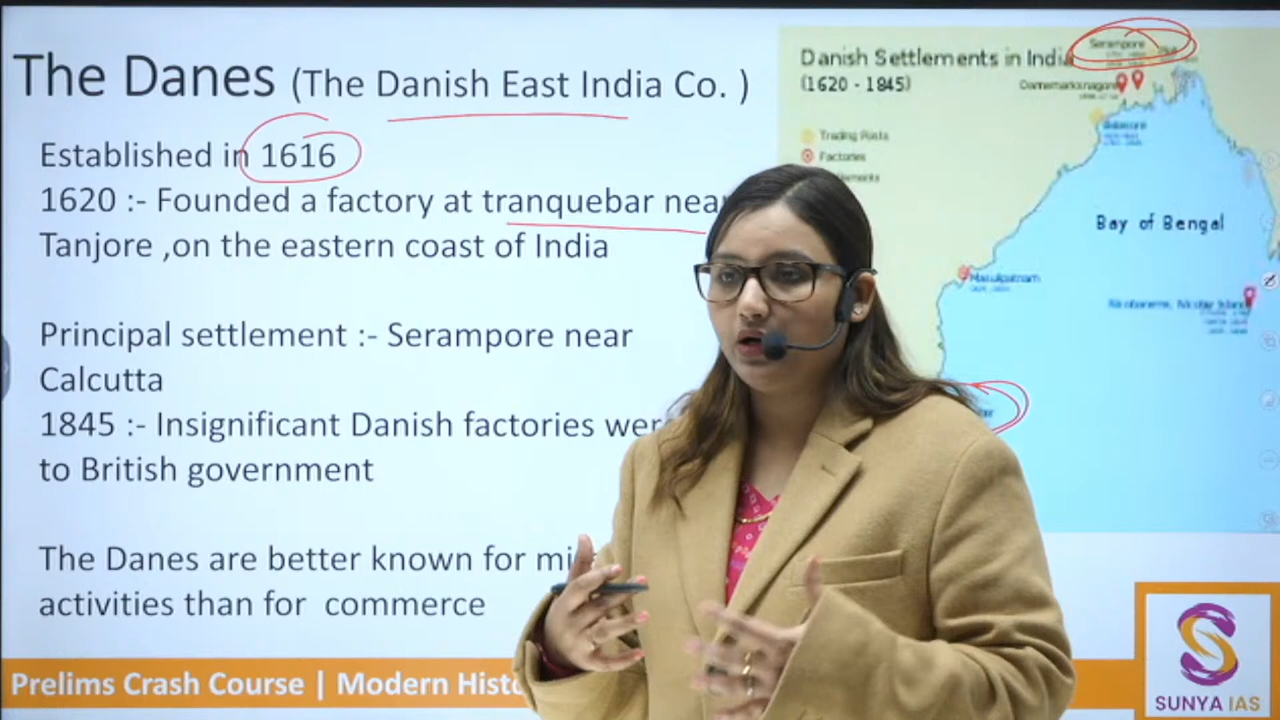 The Danes (The Danish East India Co. )
Established in 1616
1620 :- Founded a factory at tranquebar near
Tanjore ,on the eastern coast of India
Principal settlement :- Serampore near
Calcutta
1845 :- Insignificant Danish factories were
to British government
The Danes are better known for
activities than for commerce
Danish Settlements in India
(1620 - 1845)
Trading Posts
Factories
Serampore
Dannemarksnagore
Balasore
Bay of Bengal
Masulipatnam
Prelims Crash Course | Modern
SUNYA IAS